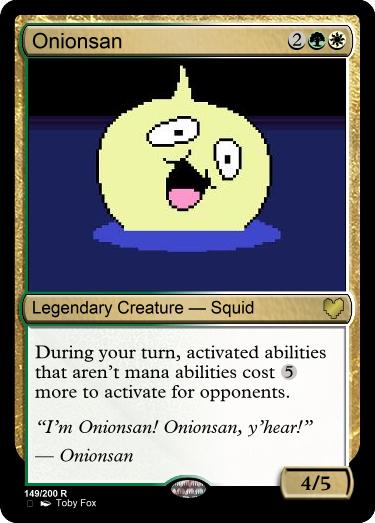 Onionsan 2
Legendary Creature — Squid
During your turn, activated abilities
that aren't mana abilities cost 5
more to activate for opponents.
“I'm Onionsan! Onionsan, y'hear!”
— Onionsan
4/5
149/200 R
Toby Fox